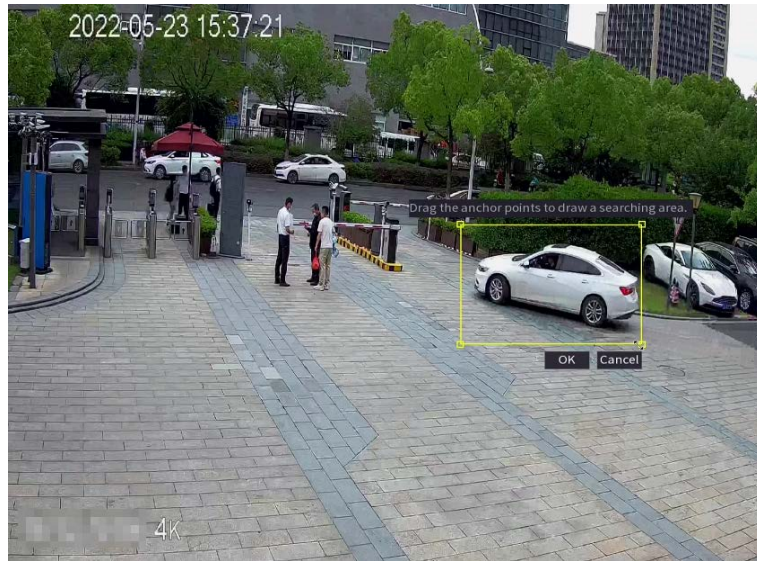 2022-05-23 15:37:21
Drag the anchor points to draw a searching area.
OK Cancel
4K